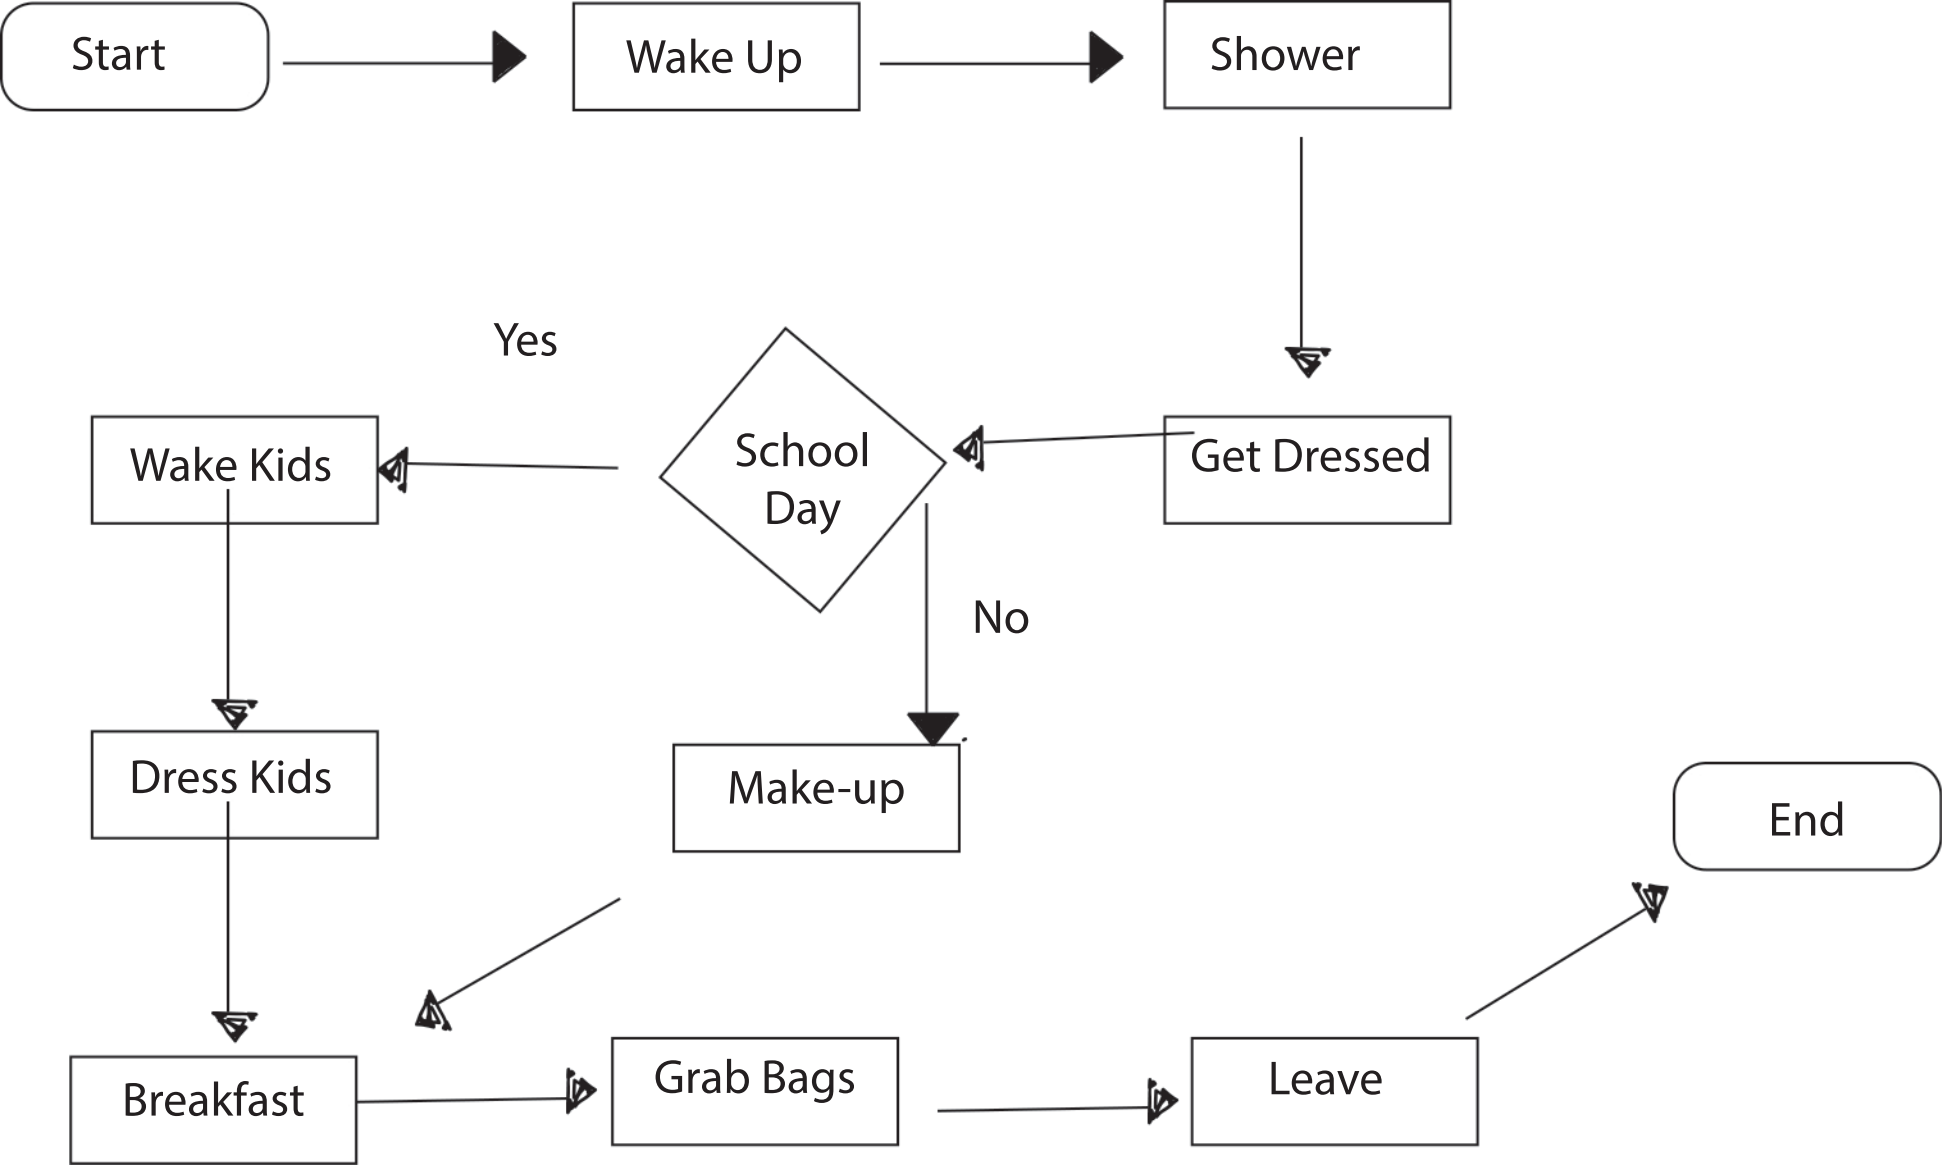 Start
Wake Up
Shower
Yes
School
Day
Get Dressed
Wake Kids
No
Dress Kids
Make-up
End
Breakfast
Grab Bags
Leave